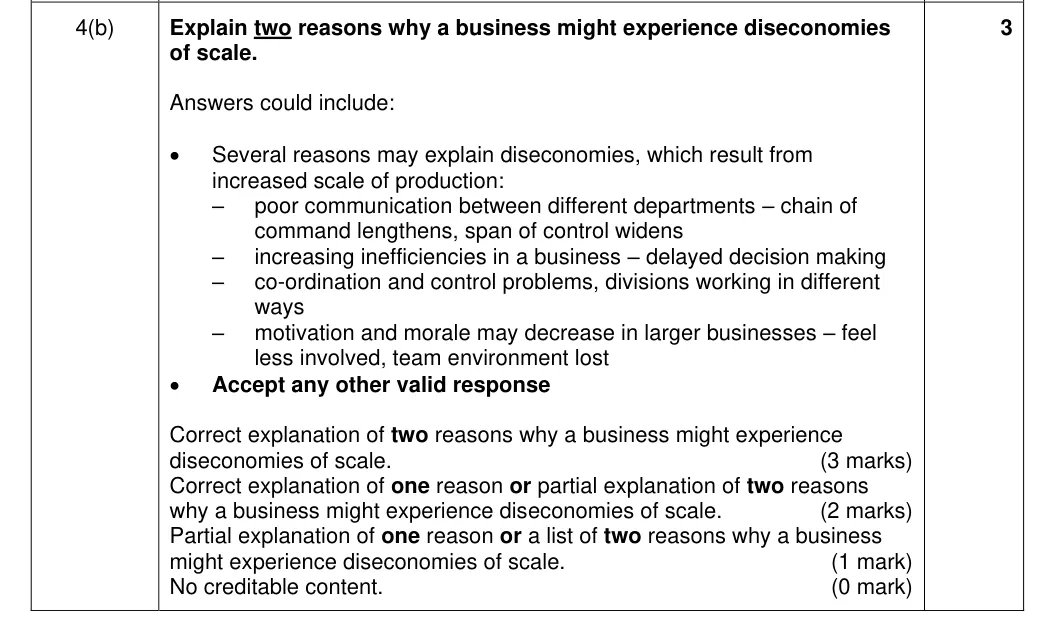 4(b)
Explain two reasons why a business might experience diseconomies
of scale.
3
Answers could include:
• Several reasons may explain diseconomies, which result from
increased scale of production:
– poor communication between different departments – chain of
command lengthens, span of control widens
– increasing inefficiencies in a business – delayed decision making
– co-ordination and control problems, divisions working in different
ways
– motivation and morale may decrease in larger businesses – feel
less involved, team environment lost
• Accept any other valid response
Correct explanation of two reasons why a business might experience
diseconomies of scale. (3 marks)
Correct explanation of one reason or partial explanation of two reasons
why a business might experience diseconomies of scale. (2 marks)
Partial explanation of one reason or a list of two reasons why a business
might experience diseconomies of scale. (1 mark)
No creditable content. (0 mark)